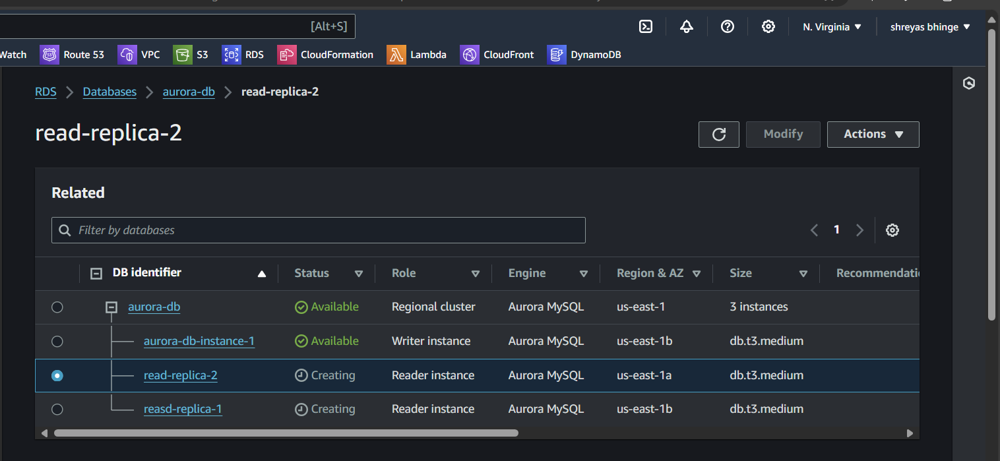 [Alt+S] N. Virginia shreyas bhinge
Watch Route 53 VPC S3 RDS CloudFormation Lambda CloudFront DynamoDB
RDS Databases aurora-db read-replica-2
read-replica-2
Modify Actions
Related
Filter by databases 1
DB identifier Status Role Engine Region & AZ Size Recommendati
aurora-db Available Regional cluster Aurora MySQL us-east-1 3 instances
aurora-db-instance-1 Available Writer instance Aurora MySQL us-east-1b db.t3.medium
read-replica-2 Creating Reader instance Aurora MySQL us-east-1a db.t3.medium
reasd-replica-1 Creating Reader instance Aurora MySQL us-east-1b db.t3.medium